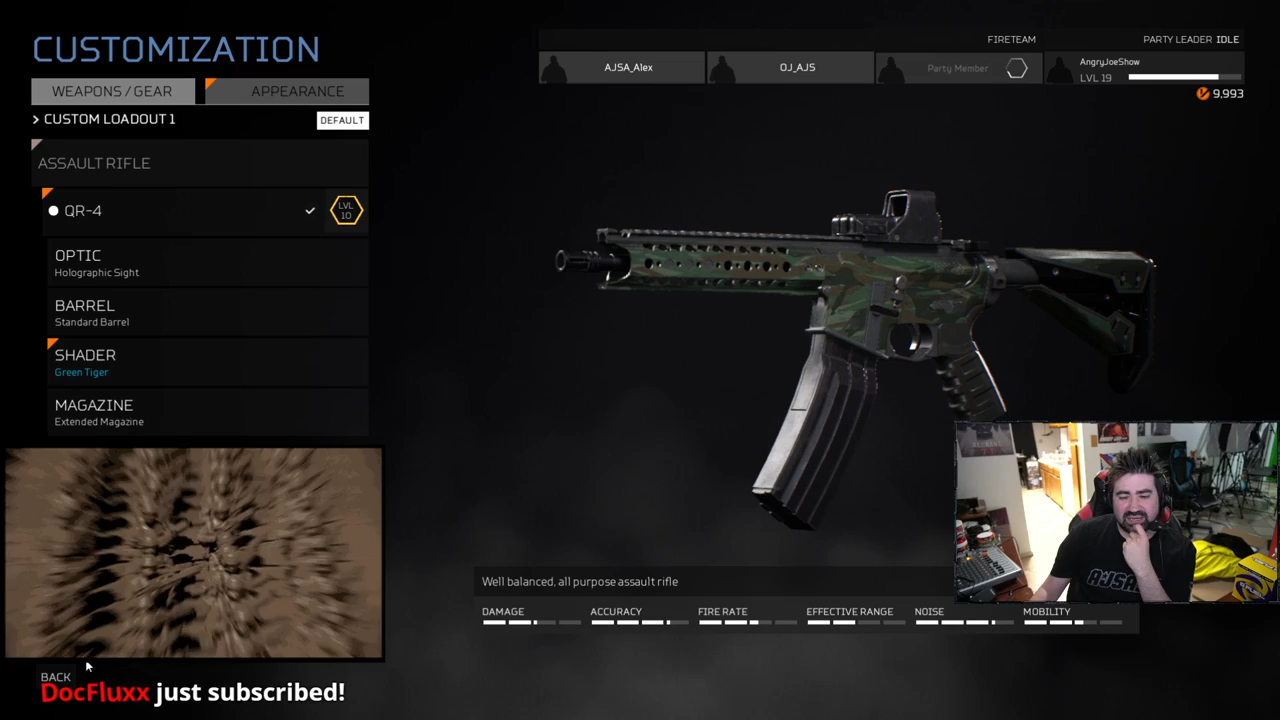 CUSTOMIZATION
WEAPONS / GEAR
APPEARANCE
> CUSTOM LOADOUT 1
DEFAULT
ASSAULT RIFLE
QR-4
LVL
10
OPTIC
Holographic Sight
BARREL
Standard Barrel
SHADER
Green Tiger
MAGAZINE
Extended Magazine
BACK
DocFluxx just subscribed!
FIRETEAM
PARTY LEADER IDLE
AJSA_Alex
OJ_AJS
Party Member
AngryJoeShow
LVL 19
9,993
Well balanced, all purpose assault rifle
DAMAGE
ACCURACY
FIRE RATE
EFFECTIVE RANGE
NOISE
MOBILITY
AJSA